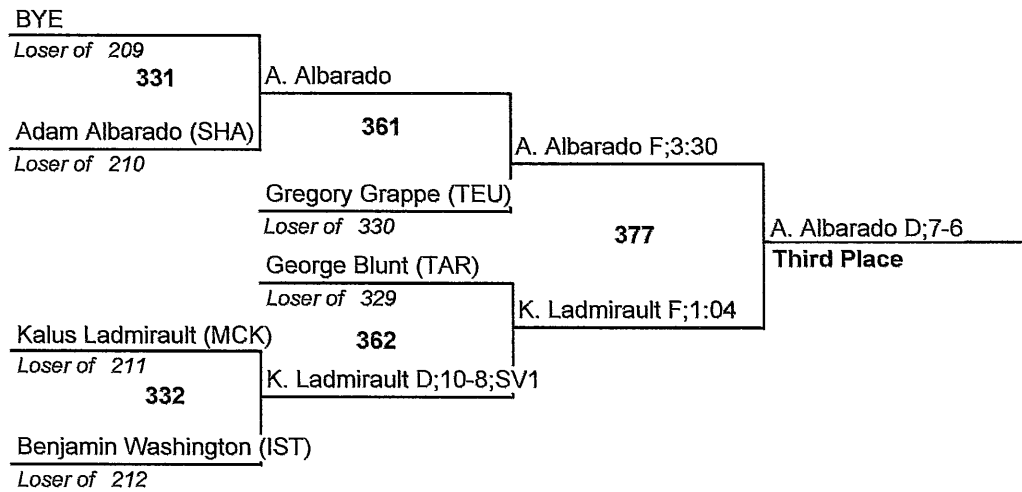 BYE
Loser of 209
331
A. Albarado
Adam Albarado (SHA)
Loser of 210
361
A. Albarado F;3:30
Gregory Grappe (TEU)
Loser of 330
377
A. Albarado D;7-6
Third Place
George Blunt (TAR)
Loser of 329
K. Ladmirault F;1:04
362
Kalus Ladmirault (MCK)
Loser of 211
332
K. Ladmirault D;10-8;SV1
Benjamin Washington (IST)
Loser of 212